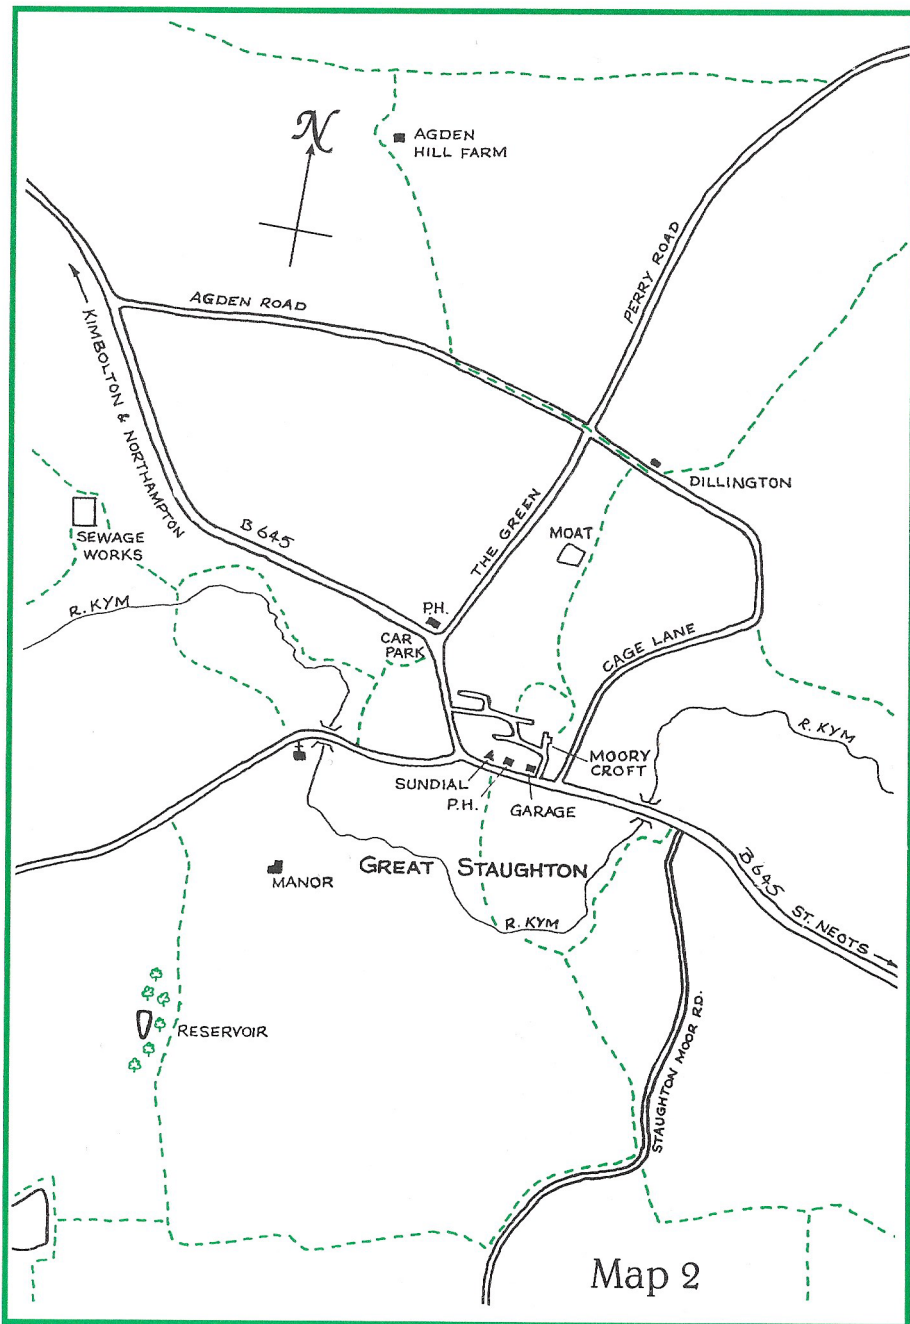 N
AGDEN
HILL FARM
PERRY ROAD
AGDEN ROAD
KIMBOLTON & NORTHAMPTON
DILLINGTON
THE GREEN
MOAT
SEWAGE
WORKS
B 645
R. KYM
P.H.
CAR
PARK
CAGE LANE
R. KYM
MOORY
CROFT
SUNDIAL
P.H.
GARAGE
GREAT STAUGHTON
MANOR
B645
ST. NEOTS
R. KYM
RESERVOIR
STAUGHTON MOOR RD.
Map 2